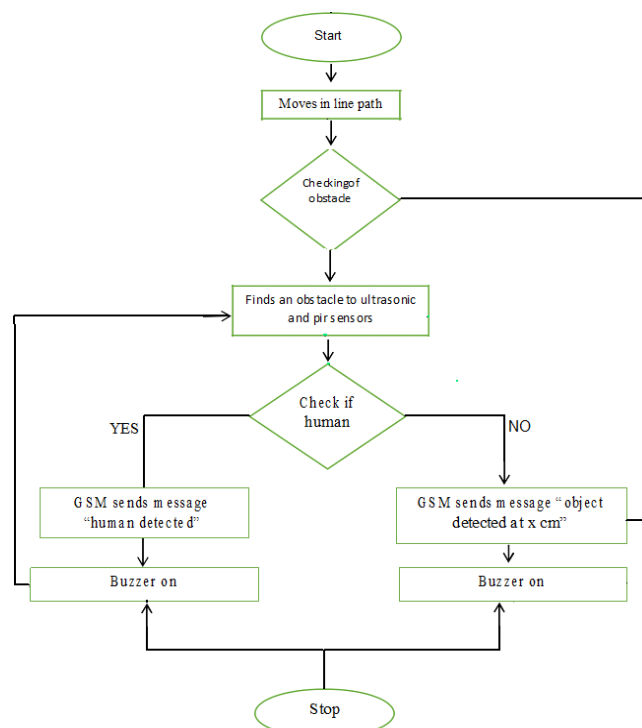 Start
Moves in line path
Checkingof
obstacle
Finds an obstacle to ultrasonic
and pir sensors
Check if
human
YES
NO
GSM sends message
“human detected”
GSM sends message “ object
detected at x cm”
Buzzer on
Buzzer on
Stop